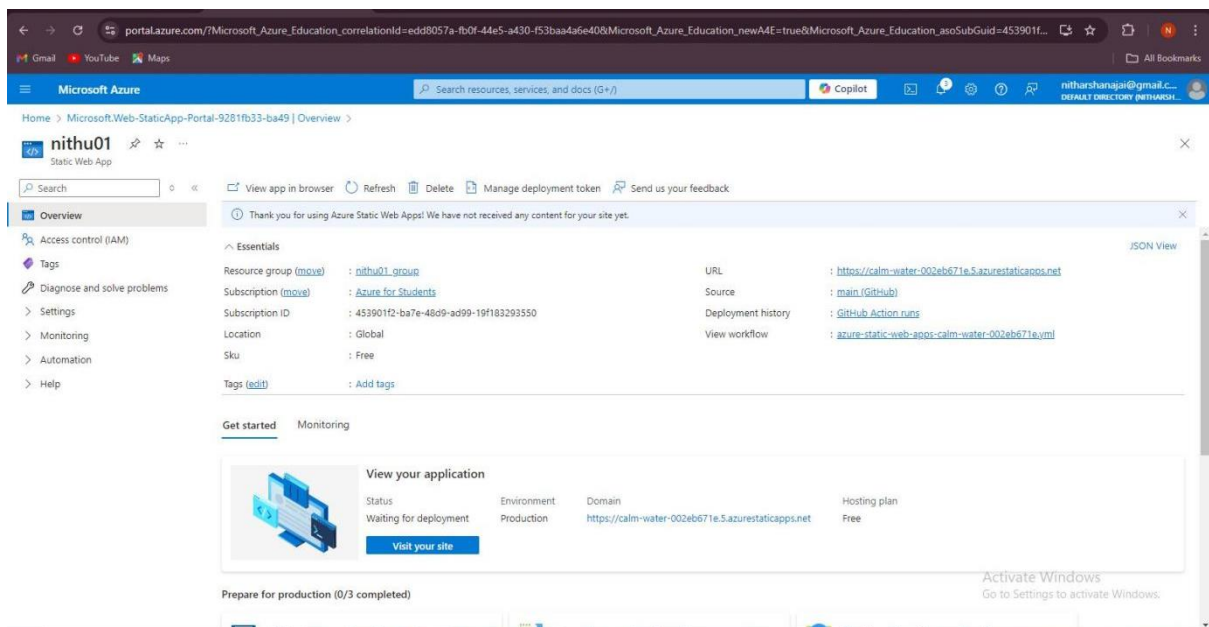 portal.azure.com/?Microsoft_Azure_Education_correlationId=edd8057a-fb0f-44e5-a430-f53baa4a6e40&Microsoft_Azure_Education_newA4E=true&Microsoft_Azure_Education_asoSubGuid=453901f...
N
Gmail YouTube Maps All Bookmarks
Microsoft Azure
Search resources, services, and docs (G+/)
Copilot
3
nitharshanajai@gmail.c...
DEFAULT DIRECTORY (NITHARSH...
Home > Microsoft.Web-StaticApp-Portal-9281fb33-ba49 | Overview >
nithu01 ...
Static Web App
Search
View app in browser Refresh Delete Manage deployment token Send us your feedback
Overview
Thank you for using Azure Static Web Apps! We have not received any content for your site yet.
Access control (IAM)
Tags
Diagnose and solve problems
Settings
Monitoring
Automation
Help
Essentials JSON View
Resource group (move) : nithu01_group URL : https://calm-water-002eb671e.5.azurestaticapps.net
Subscription (move) : Azure for Students Source : main (GitHub)
Subscription ID : 453901f2-ba7e-48d9-ad99-19f183293550 Deployment history : GitHub Action runs
Location : Global View workflow : azure-static-web-apps-calm-water-002eb671e.yml
Sku : Free
Tags (edit) : Add tags
Get started Monitoring
View your application
Status Environment Domain Hosting plan
Waiting for deployment Production https://calm-water-002eb671e.5.azurestaticapps.net Free
Visit your site
Prepare for production (0/3 completed)
Activate Windows
Go to Settings to activate Windows.